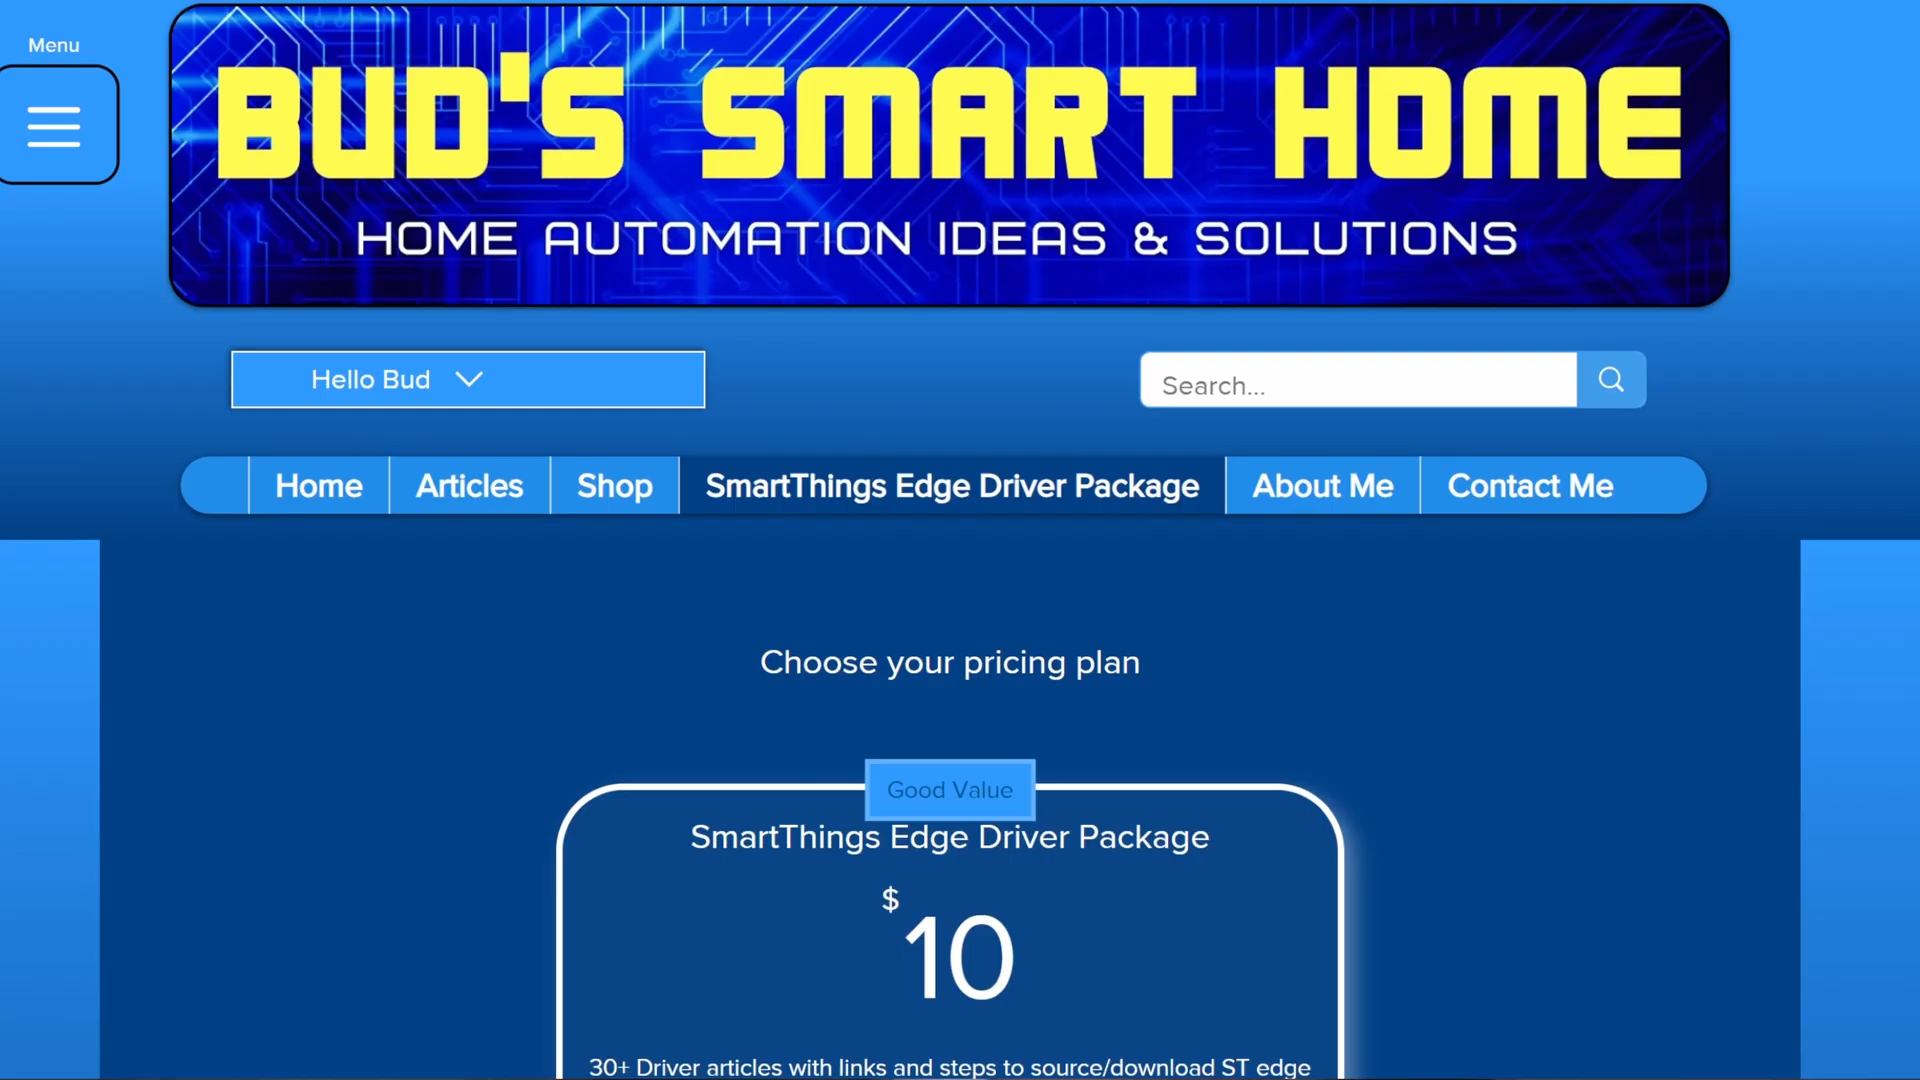 Menu
BUD'S SMART HOME
HOME AUTOMATION IDEAS & SOLUTIONS
Hello Bud
Search...
Home Articles Shop SmartThings Edge Driver Package About Me Contact Me
Choose your pricing plan
Good Value
SmartThings Edge Driver Package
$10
30+ Driver articles with links and steps to source/download ST edge